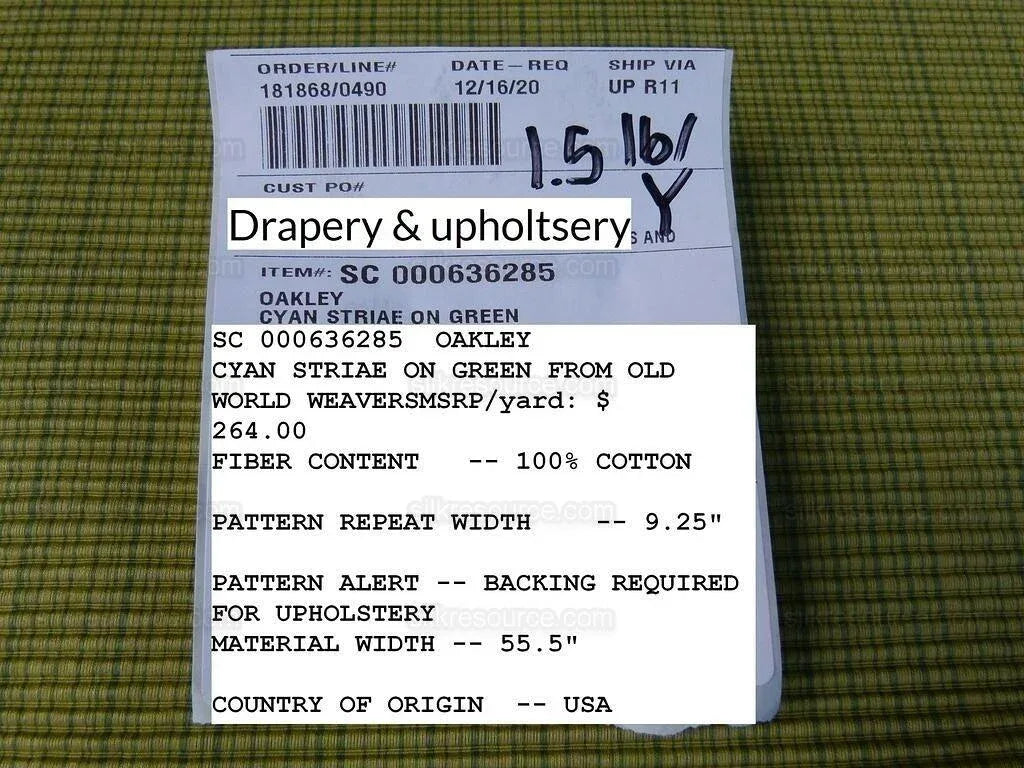 ORDER/LINE# DATE-REQ SHIP VIA
181868/0490 12/16/20 UP R11
1.5 lb/
Y
CUST PO#
Drapery & upholtsery
S AND
ITEM#: SC 000636285
OAKLEY
CYAN STRIAE ON GREEN
SC 000636285 OAKLEY
CYAN STRIAE ON GREEN FROM OLD
WORLD WEAVERSMSRP/yard: $
264.00
FIBER CONTENT -- 100% COTTON
PATTERN REPEAT WIDTH -- 9.25"
PATTERN ALERT -- BACKING REQUIRED
FOR UPHOLSTERY
MATERIAL WIDTH -- 55.5"
COUNTRY OF ORIGIN -- USA
silkresource.com